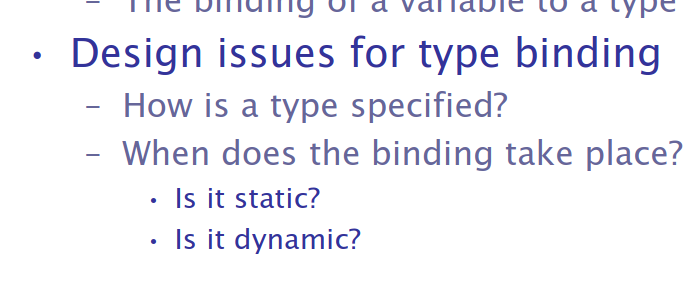 – The binding of a variable to a type
• Design issues for type binding
– How is a type specified?
– When does the binding take place?
• Is it static?
• Is it dynamic?